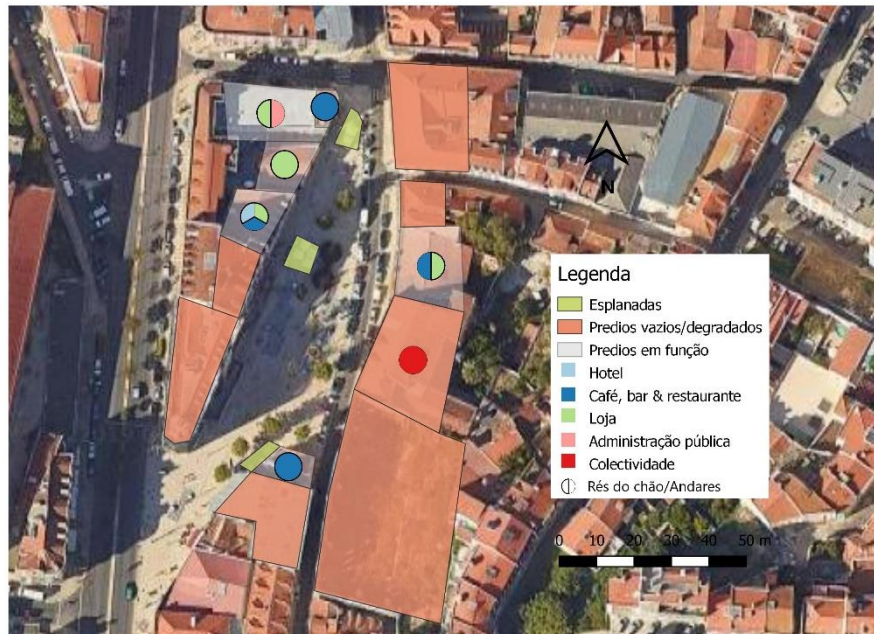 N
Legenda
Esplanadas
Predios vazios/degradados
Predios em função
Hotel
Café, bar & restaurante
Loja
Administração pública
Colectividade
Rés do chão/Andares
0 10 20 30 40 50 m